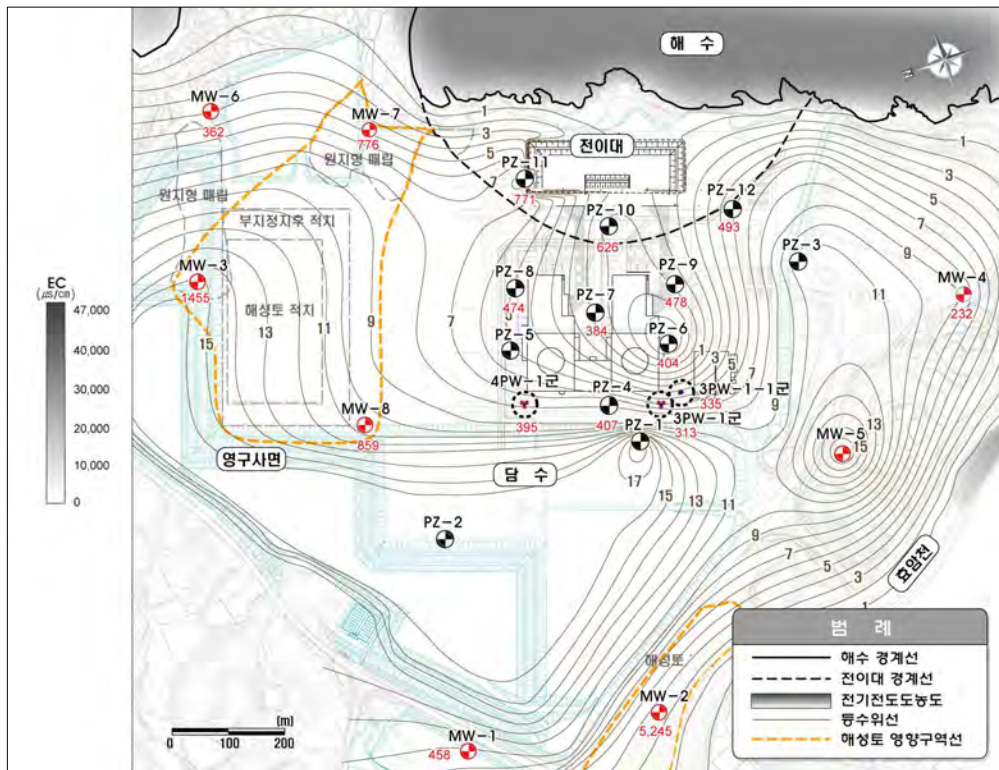 해 수
N
MW-6
362
MW-7
776
원지형 매립
원지형 매립
1
3
5
7
PZ-11
771
전이대
PZ-10
626
PZ-12
493
PZ-3
1
3
5
7
9
11
MW-4
232
부지정지후 적치
MW-3
1455
해성토 적치
15
13
11
9
7
PZ-8
474
PZ-9
478
PZ-7
384
PZ-5
PZ-6
404
1
3
5
7
9
EC
(㎲/㎝)
47,000
40,000
30,000
20,000
10,000
0
4PW-1군
395
PZ-4
407
3PW-1-1군
335
3PW-1군
313
MW-8
859
PZ-1
MW-5
13
15
영구사면
담 수
17
15
13
11
9
7
5
3
1
PZ-2
효암천
해성토
MW-2
5,245
MW-1
458
(m)
0 100 200
범 례
해수 경계선
전이대 경계선
전기전도도농도
등수위선
해성토 영향구역선